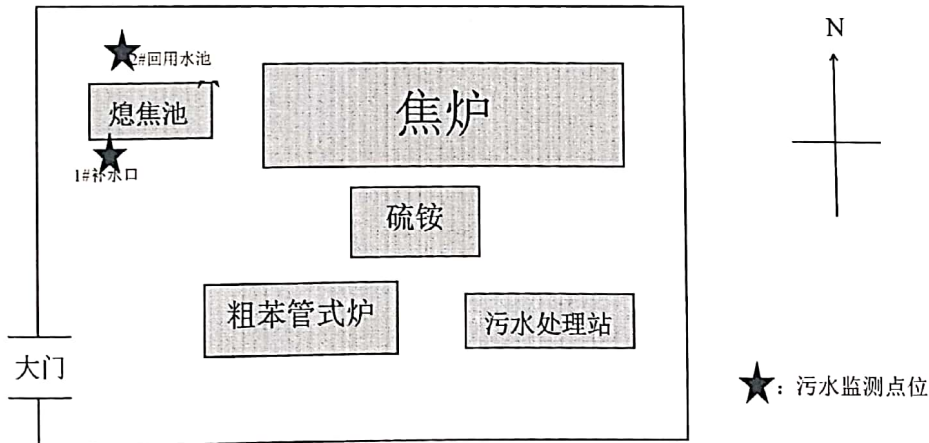 N
2#回用水池
熄焦池
1#补水口
焦炉
硫铵
粗苯管式炉
污水处理站
大门
：污水监测点位